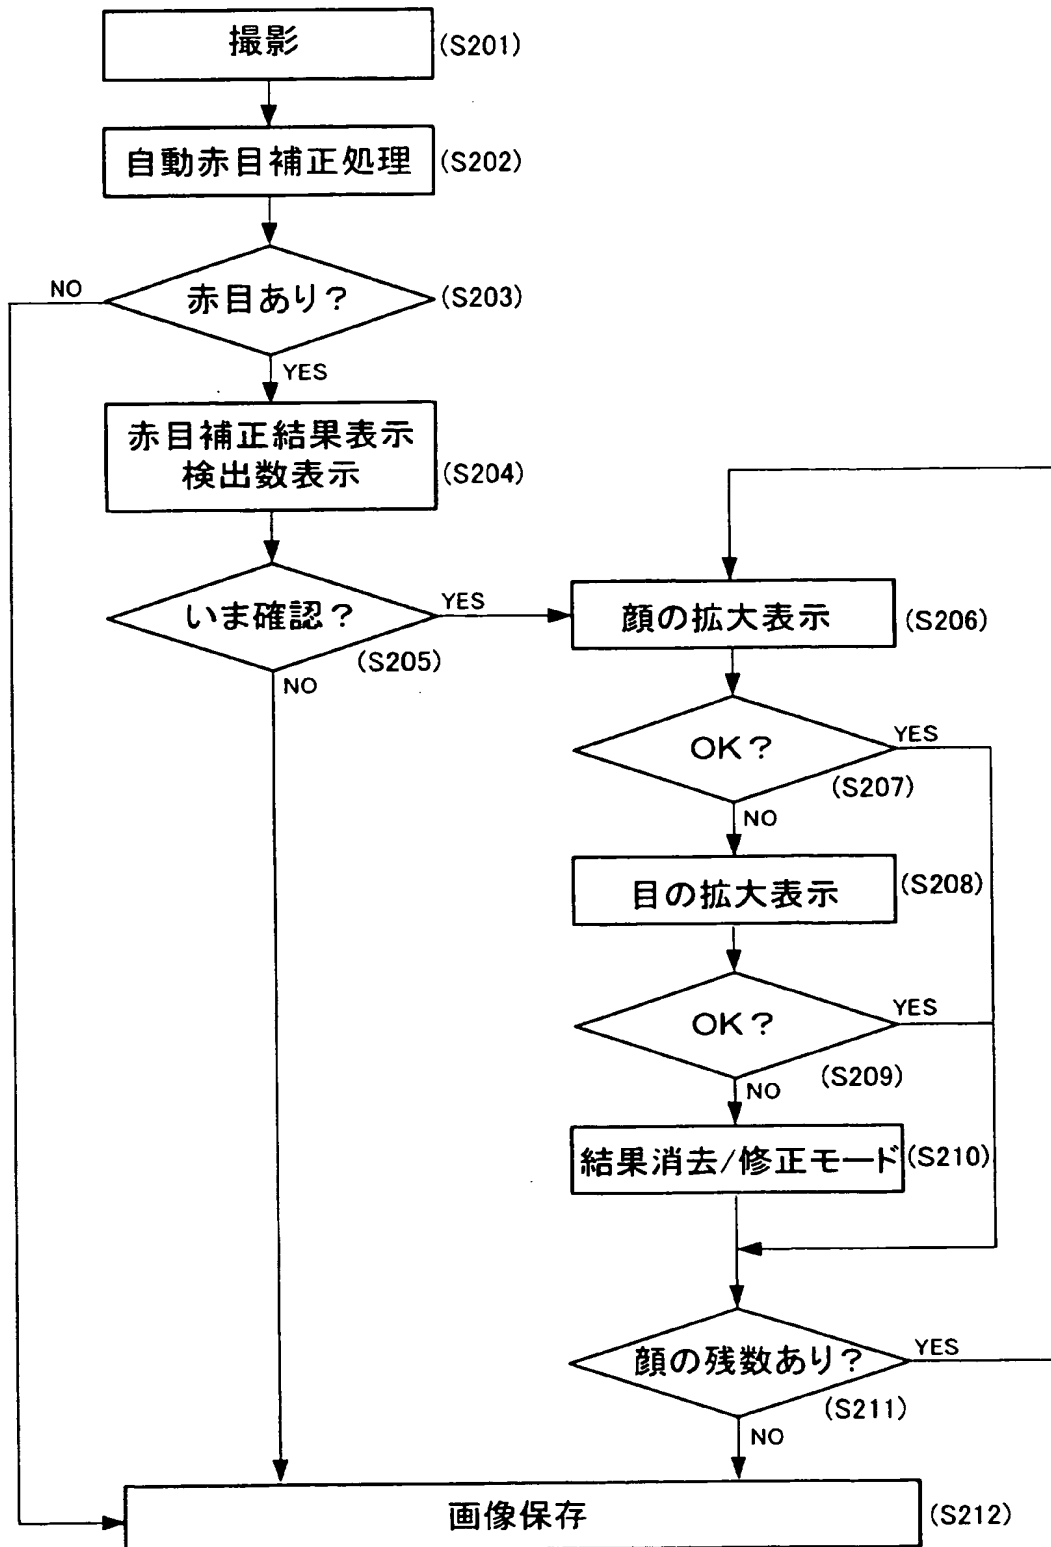 撮影
(S201)
自動赤目補正処理
(S202)
赤目あり?
(S203)
NO
YES
赤目補正結果表示
検出数表示
(S204)
いま確認?
(S205)
YES
NO
顔の拡大表示
(S206)
OK?
(S207)
YES
NO
目の拡大表示
(S208)
OK?
(S209)
YES
NO
結果消去/修正モード
(S210)
顔の残数あり?
(S211)
YES
NO
画像保存
(S212)